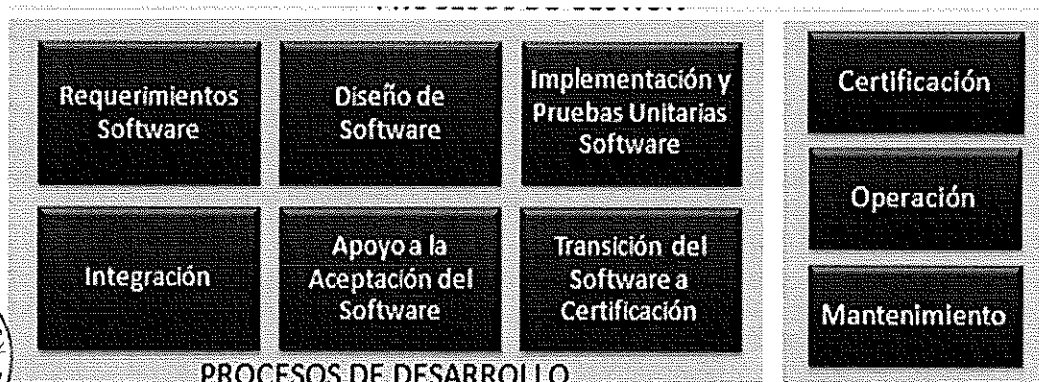 Requerimientos
Software
Diseño de
Software
Implementación y
Pruebas Unitarias
Software
Integración
Apoyo a la
Aceptación del
Software
Transición del
Software a
Certificación
PROCESOS DE DESARROLLO
Certificación
Operación
Mantenimiento